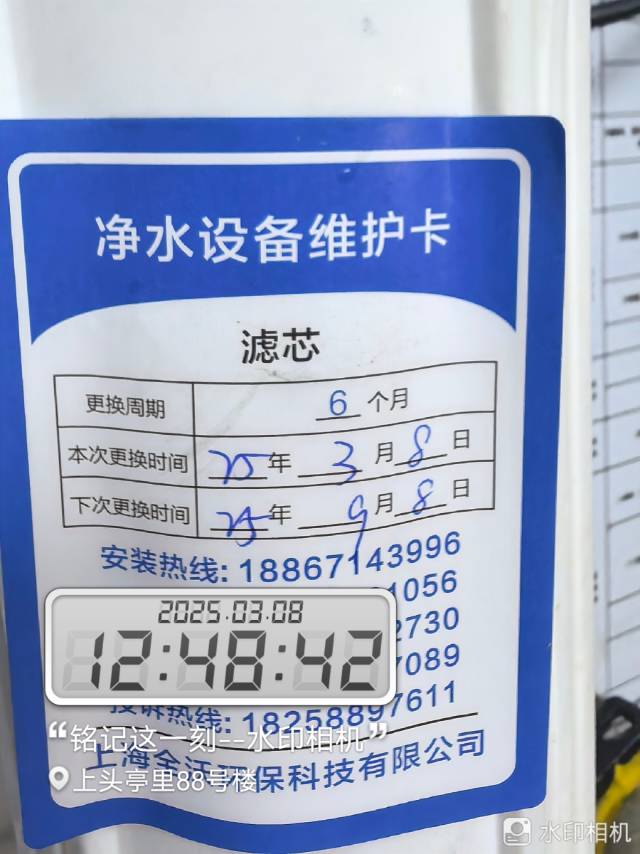 净水设备维护卡
滤芯
更换周期 6 个月
本次更换时间 25 年 3 月 8 日
下次更换时间 25 年 9 月 8 日
安装热线: 18867143996
1056
2730
7089
投诉热线: 18258897611
2025.03.08
12:48:42
“铭记这一刻--水印相机”
上海全 环保科技有限公司
上头亭里88号楼
水印相机